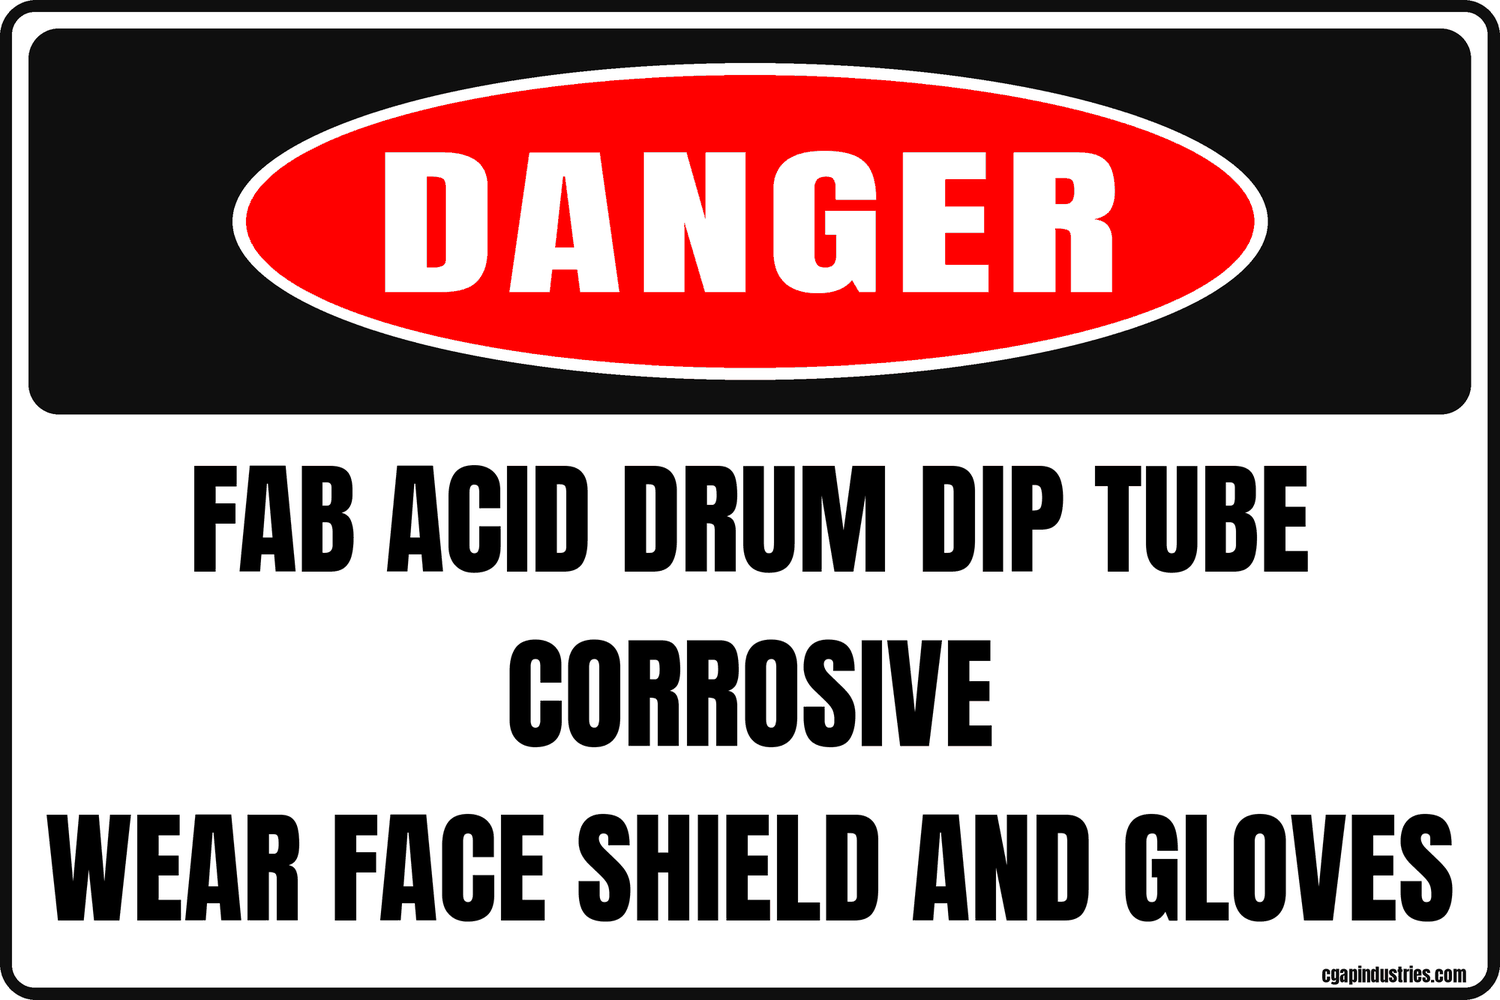 DANGER
FAB ACID DRUM DIP TUBE
CORROSIVE
WEAR FACE SHIELD AND GLOVES
cgapindustries.com